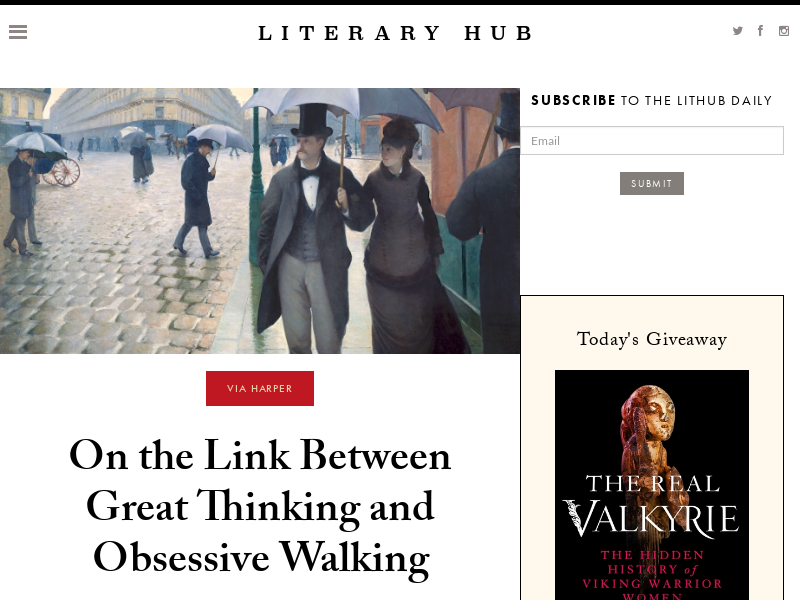 LITERARY HUB
SUBSCRIBE TO THE LITHUB DAILY
Email
SUBMIT
VIA HARPER
On the Link Between
Great Thinking and
Obsessive Walking
Today's Giveaway
THE REAL
VALKYRIE
THE HIDDEN
HISTORY of
VIKING WARRIOR
WOMEN